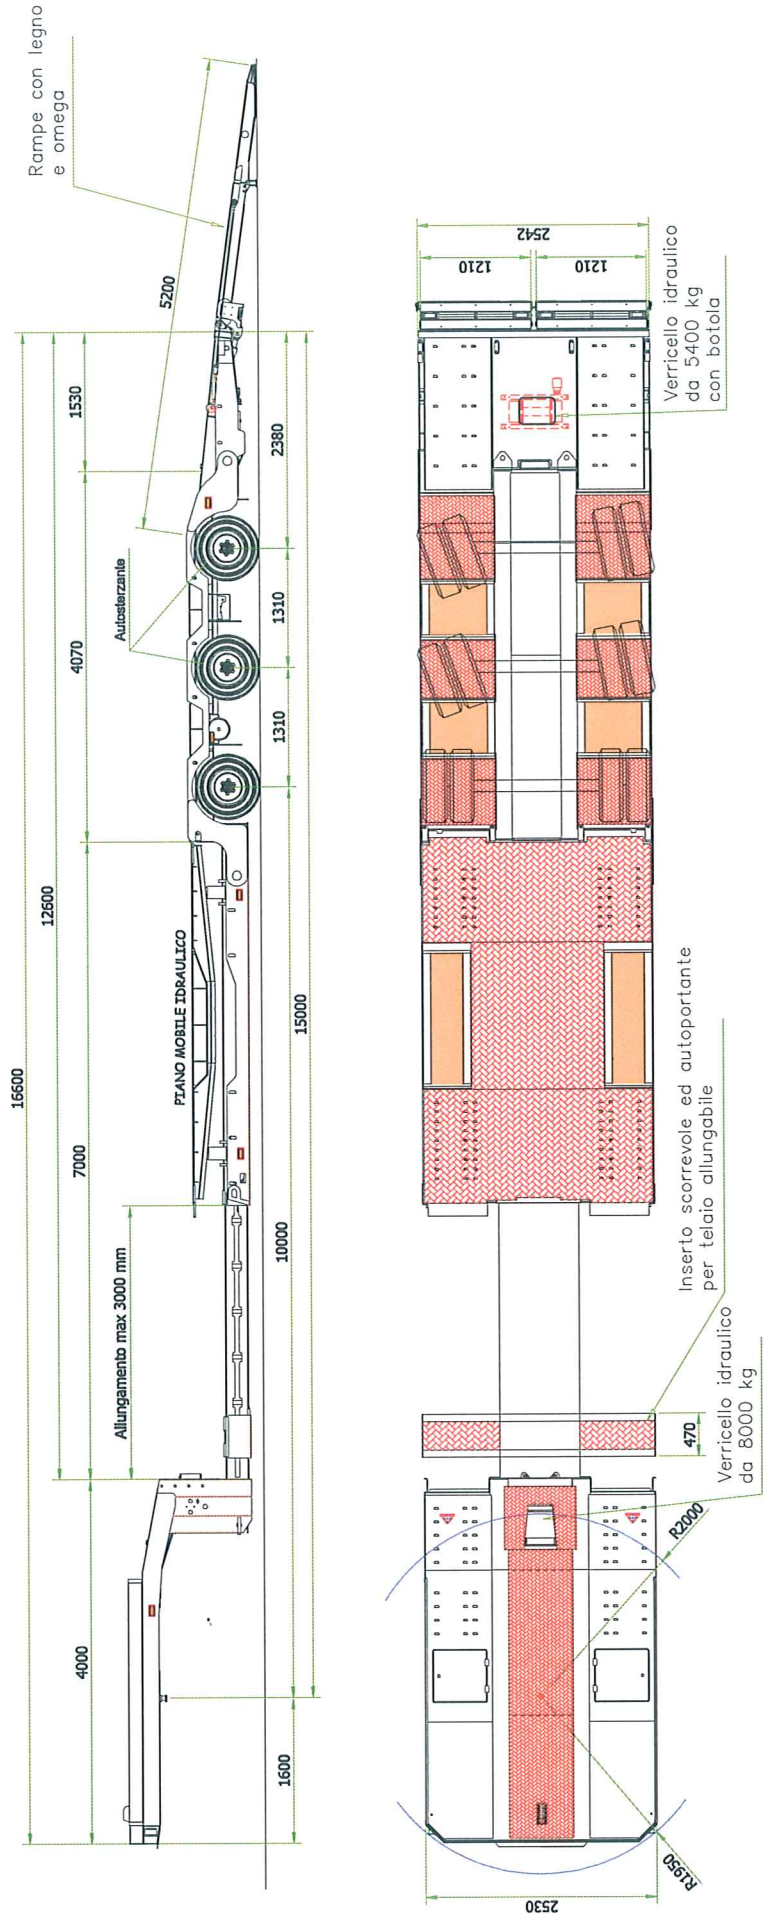 Rampe con legno
e omega
5200
16600
12600
1530
4070
7000
4000
Autosterzante
PIANO MOBILE IDRAULICO
Allungamento max 3000 mm
2380
1310
1310
15000
10000
1600
2542
1210
1210
Verricello idraulico
da 5400 kg
con botola
Inserto scorrevole ed autoportante
per telaio allungabile
470
Verricello idraulico
da 8000 kg
R2000
R1950
2530